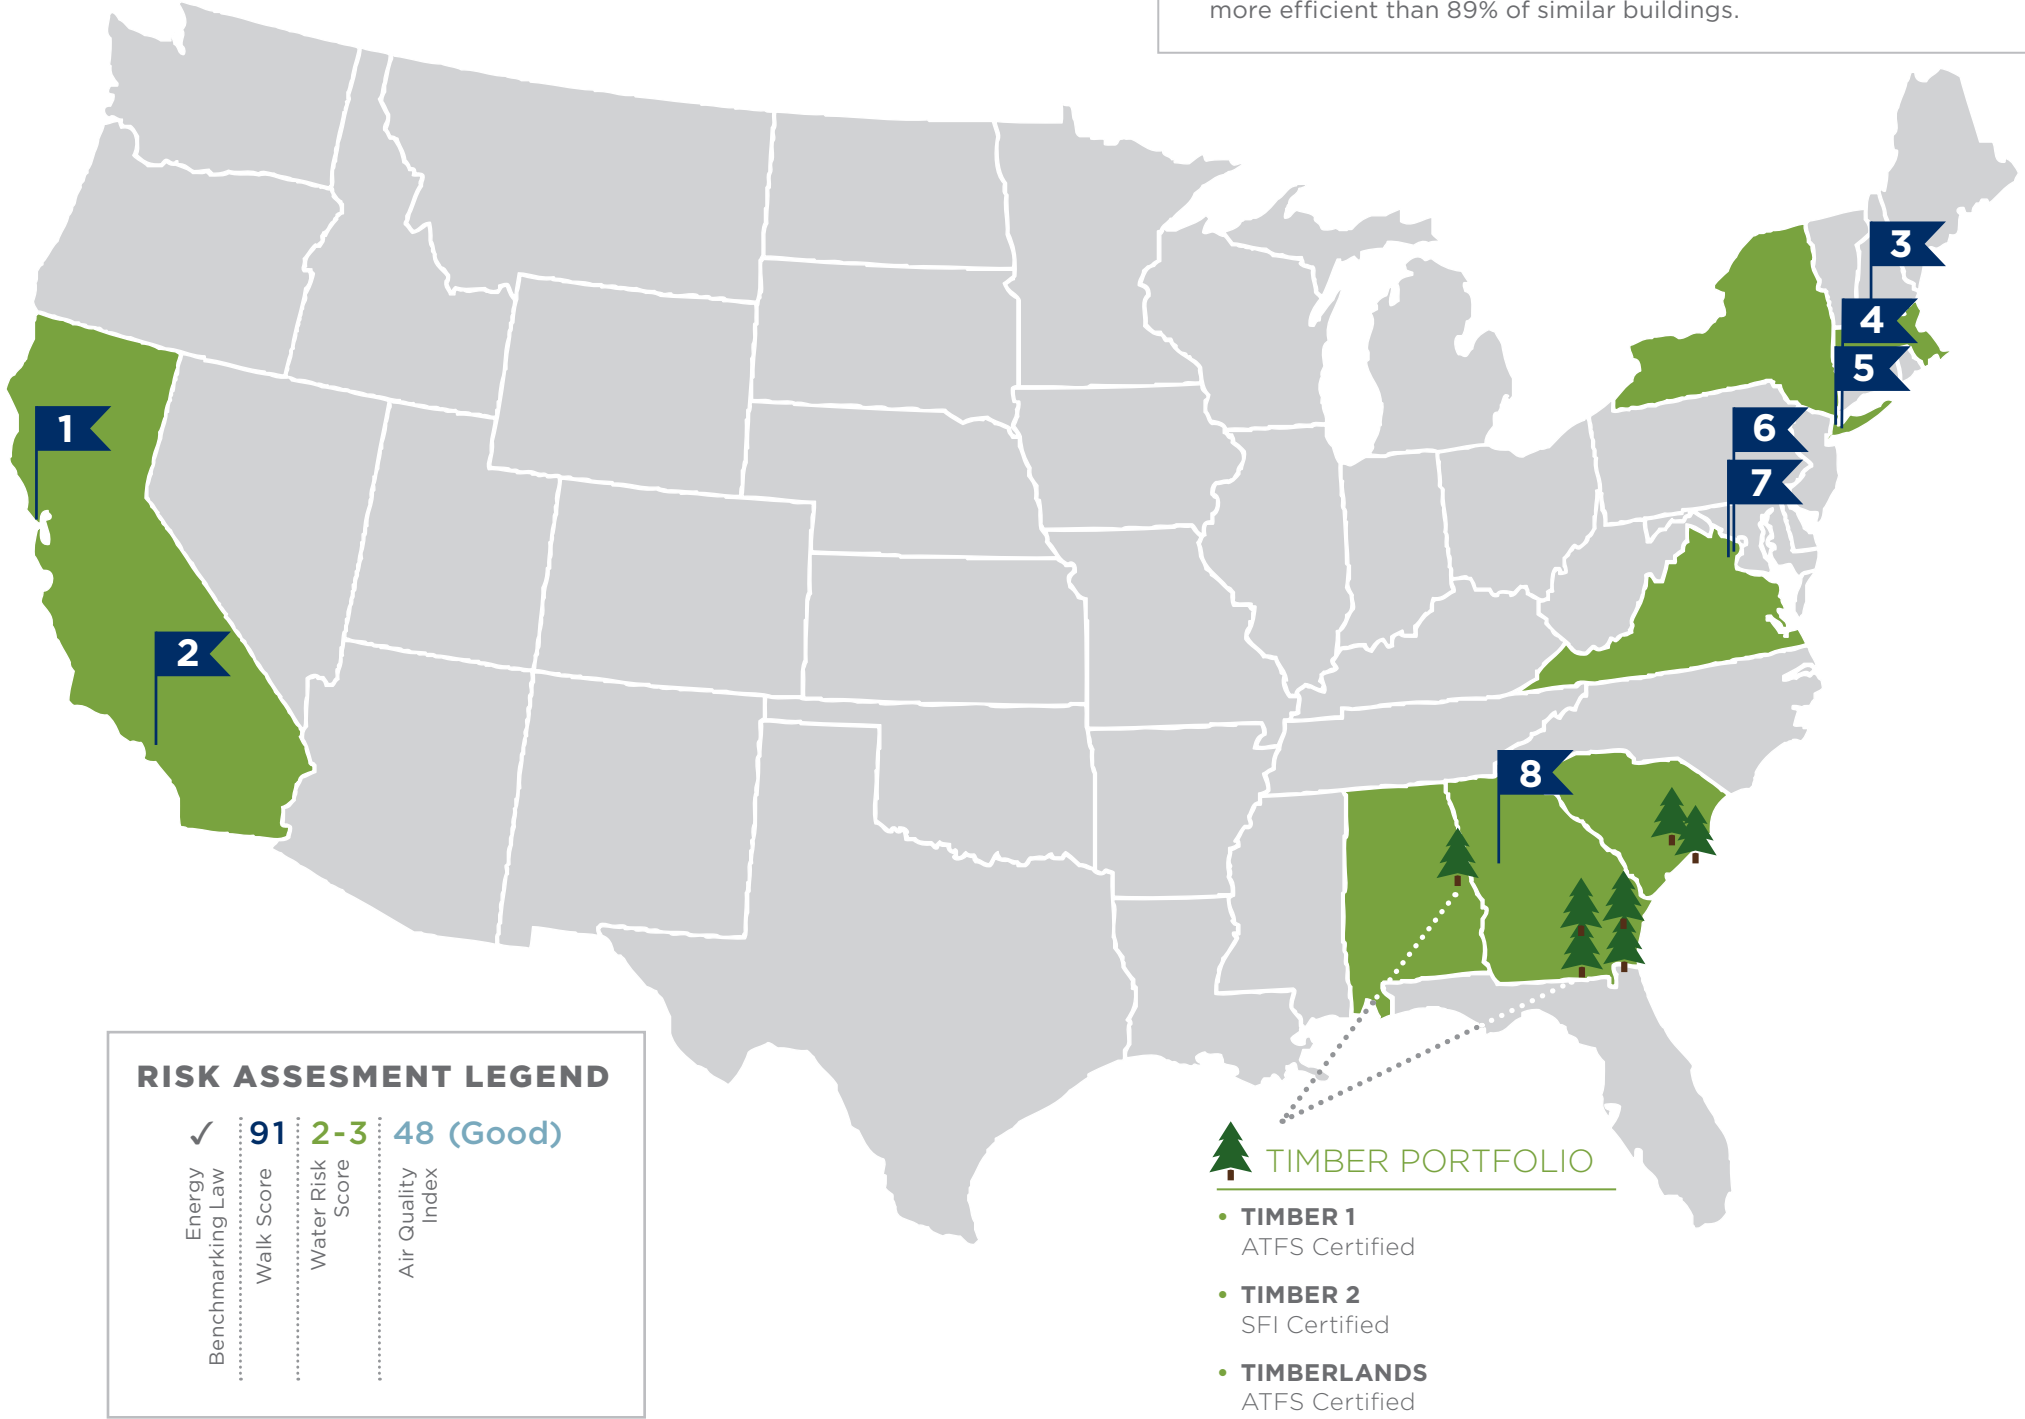 more efficient than 89% of similar buildings.
3
4
5
1
6
7
2
8
RISK ASSESMENT LEGEND
✓ 91 2-3 48 (Good)
Energy
Benchmarking Law
Walk Score
Water Risk
Score
Air Quality
Index
TIMBER PORTFOLIO
• TIMBER 1
ATFS Certified
• TIMBER 2
SFI Certified
• TIMBERLANDS
ATFS Certified